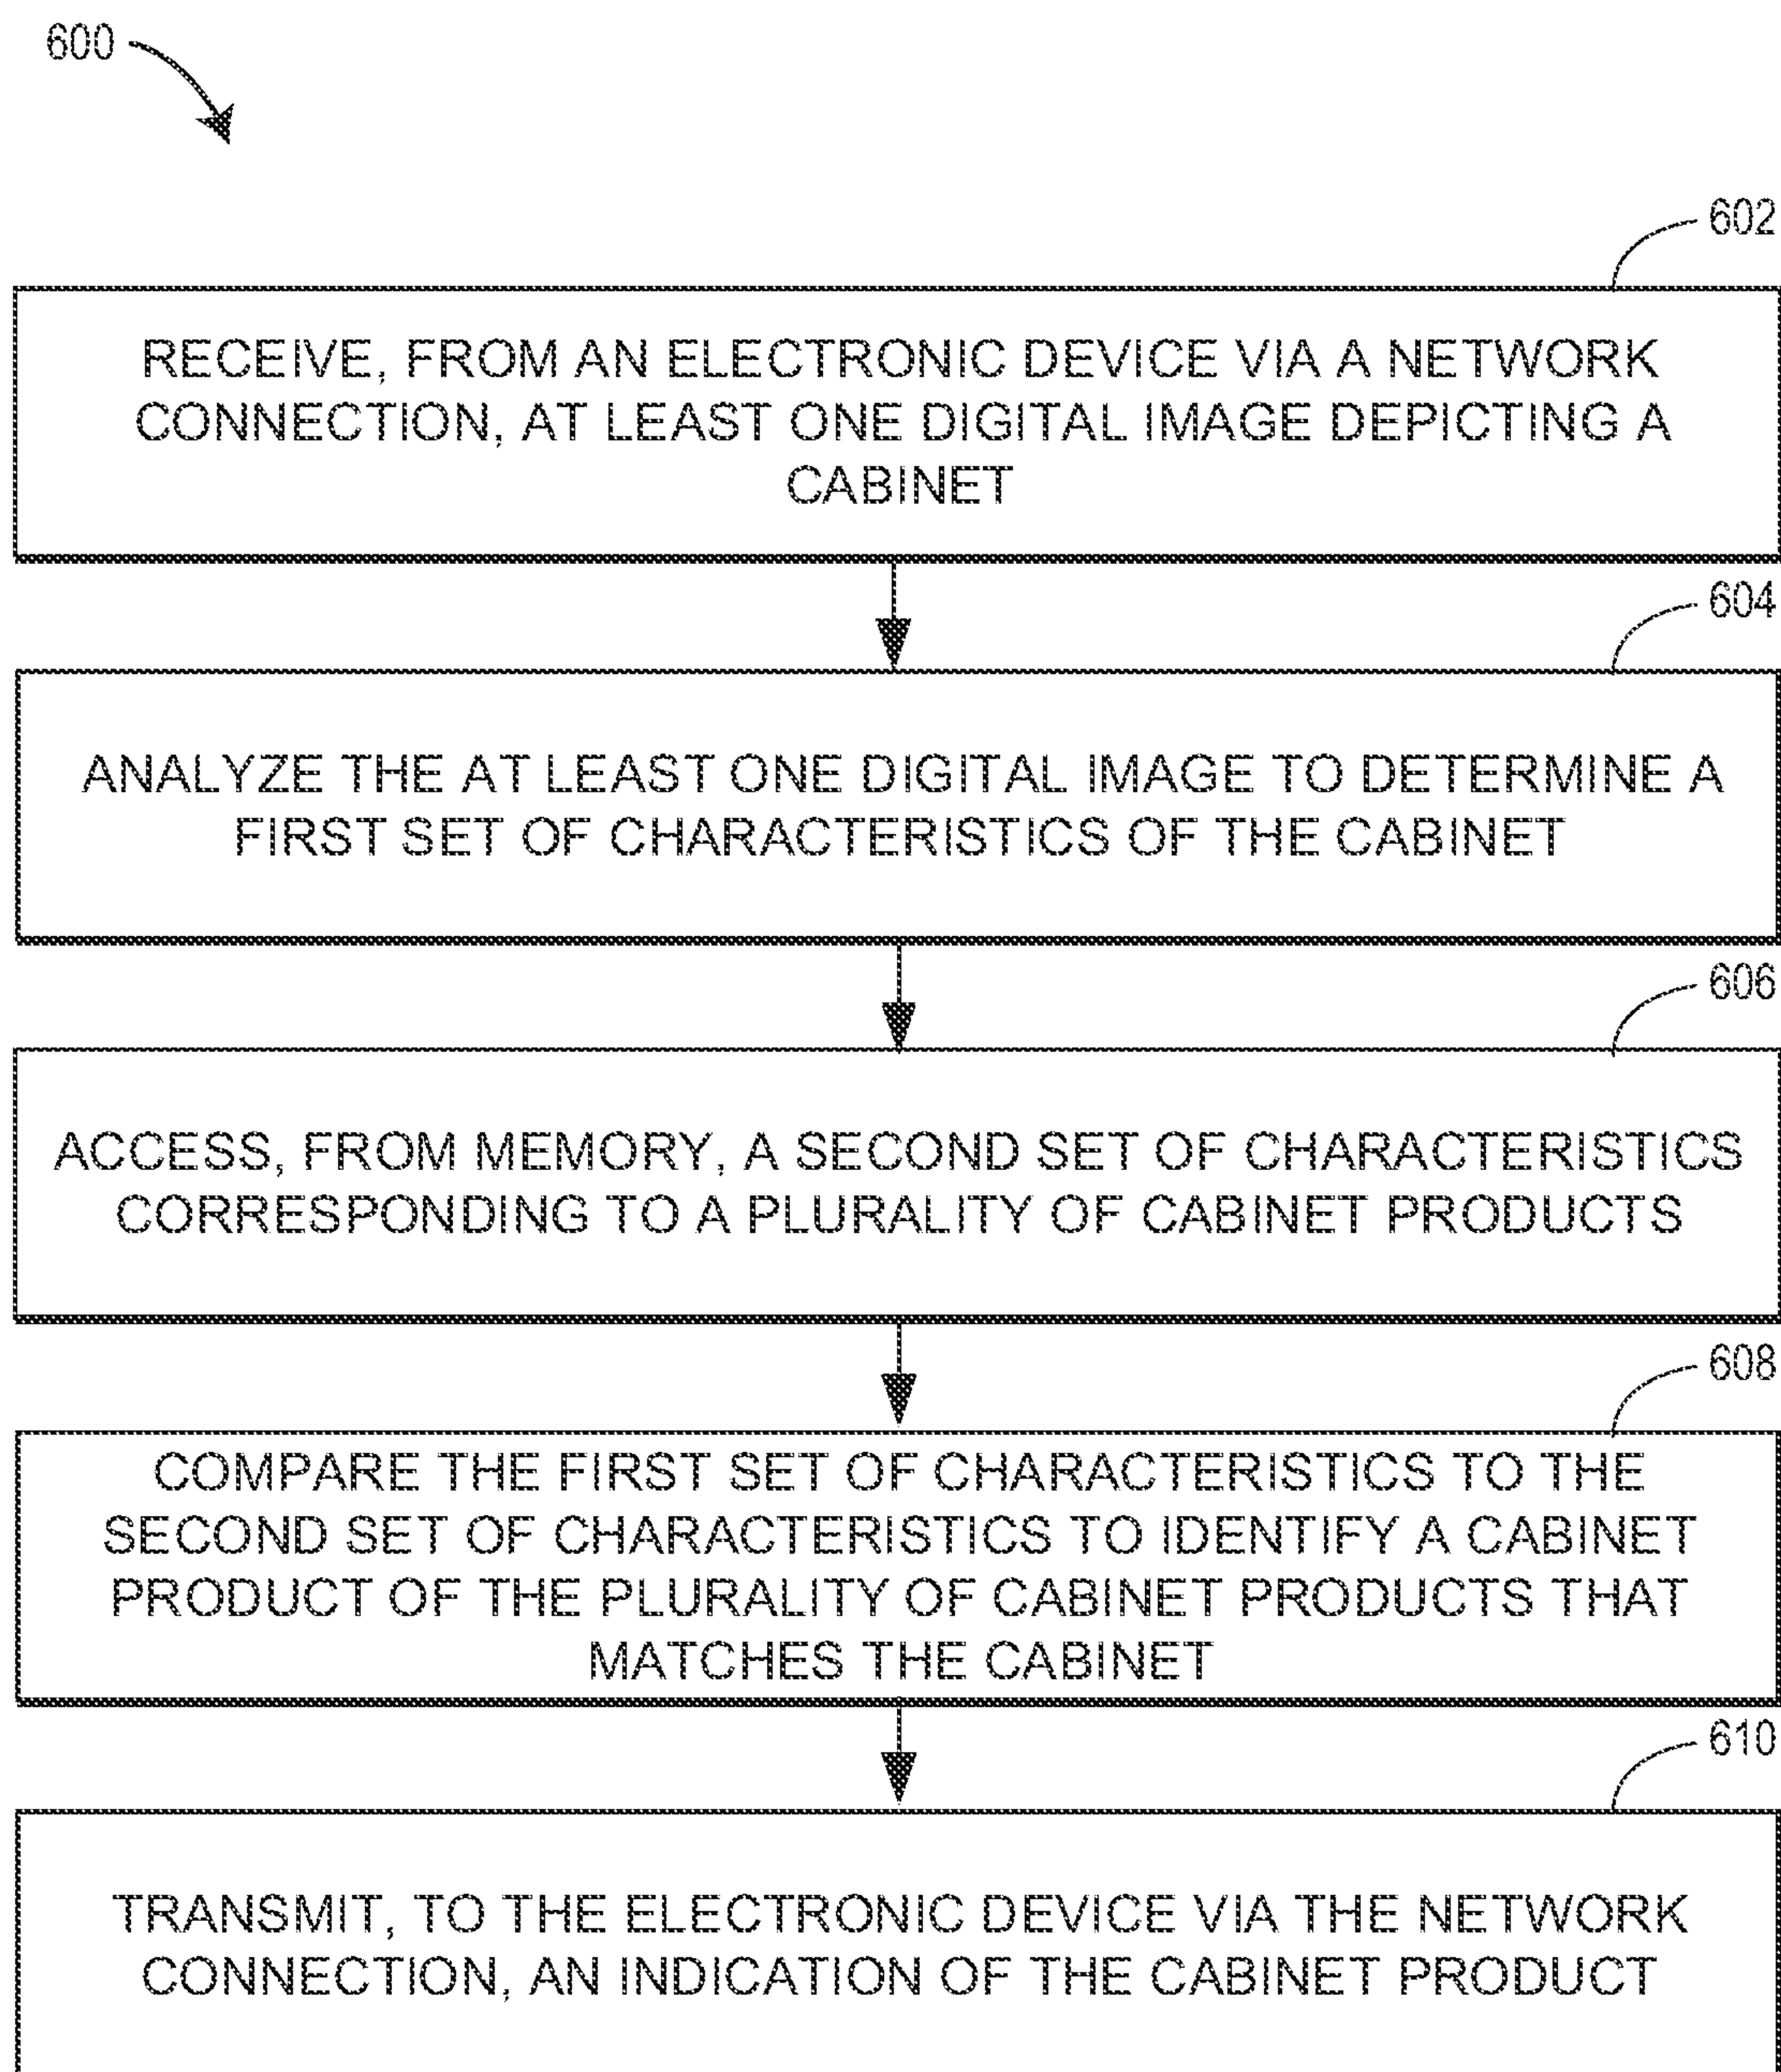 600
602
RECEIVE, FROM AN ELECTRONIC DEVICE VIA A NETWORK
CONNECTION, AT LEAST ONE DIGITAL IMAGE DEPICTING A
CABINET
604
ANALYZE THE AT LEAST ONE DIGITAL IMAGE TO DETERMINE A
FIRST SET OF CHARACTERISTICS OF THE CABINET
606
ACCESS, FROM MEMORY, A SECOND SET OF CHARACTERISTICS
CORRESPONDING TO A PLURALITY OF CABINET PRODUCTS
608
COMPARE THE FIRST SET OF CHARACTERISTICS TO THE
SECOND SET OF CHARACTERISTICS TO IDENTIFY A CABINET
PRODUCT OF THE PLURALITY OF CABINET PRODUCTS THAT
MATCHES THE CABINET
610
TRANSMIT, TO THE ELECTRONIC DEVICE VIA THE NETWORK
CONNECTION, AN INDICATION OF THE CABINET PRODUCT